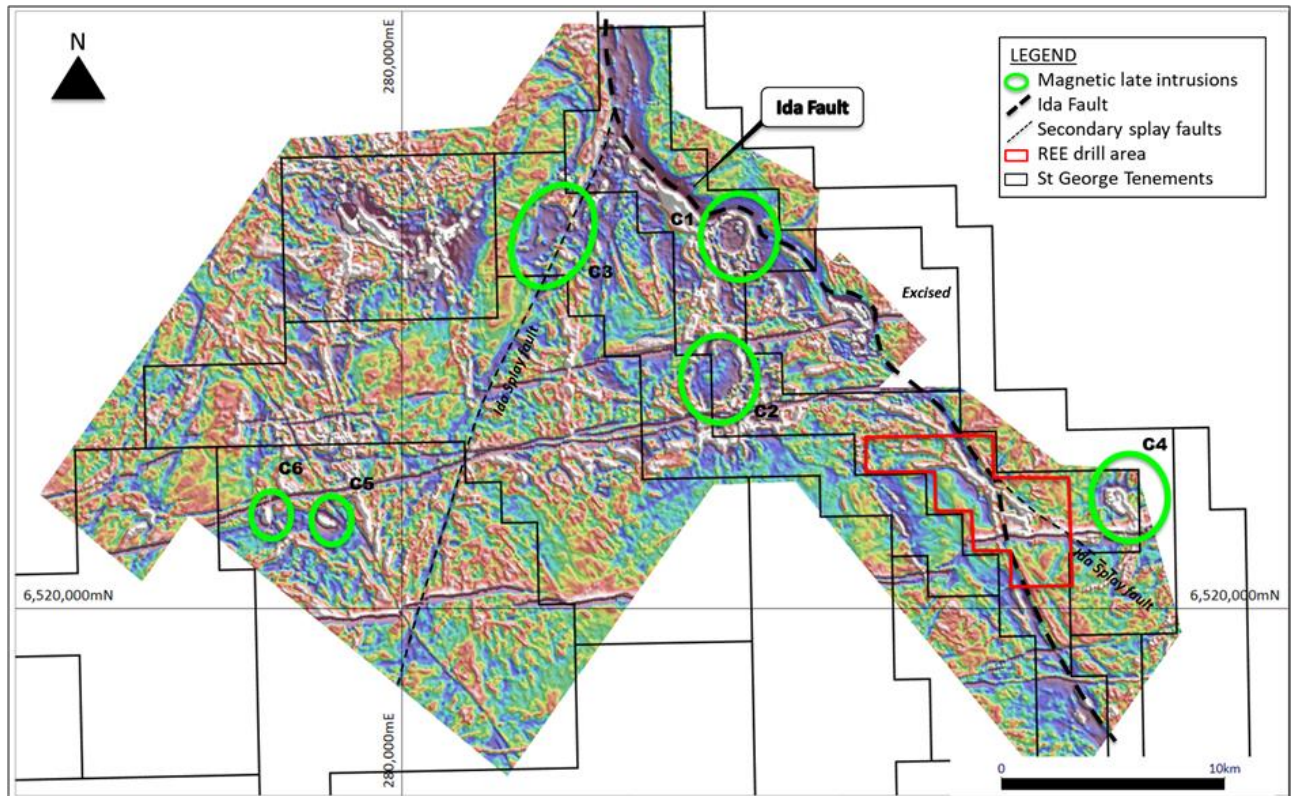 N
280,000mE
LEGEND
Magnetic late intrusions
Ida Fault
Secondary splay faults
REE drill area
St George Tenements
Ida Fault
C1
C3
Excised
Ida Splay fault
C2
C4
C6
C5
Ida Splay fault
6,520,000mN
6,520,000mN
280,000mE
0
10km